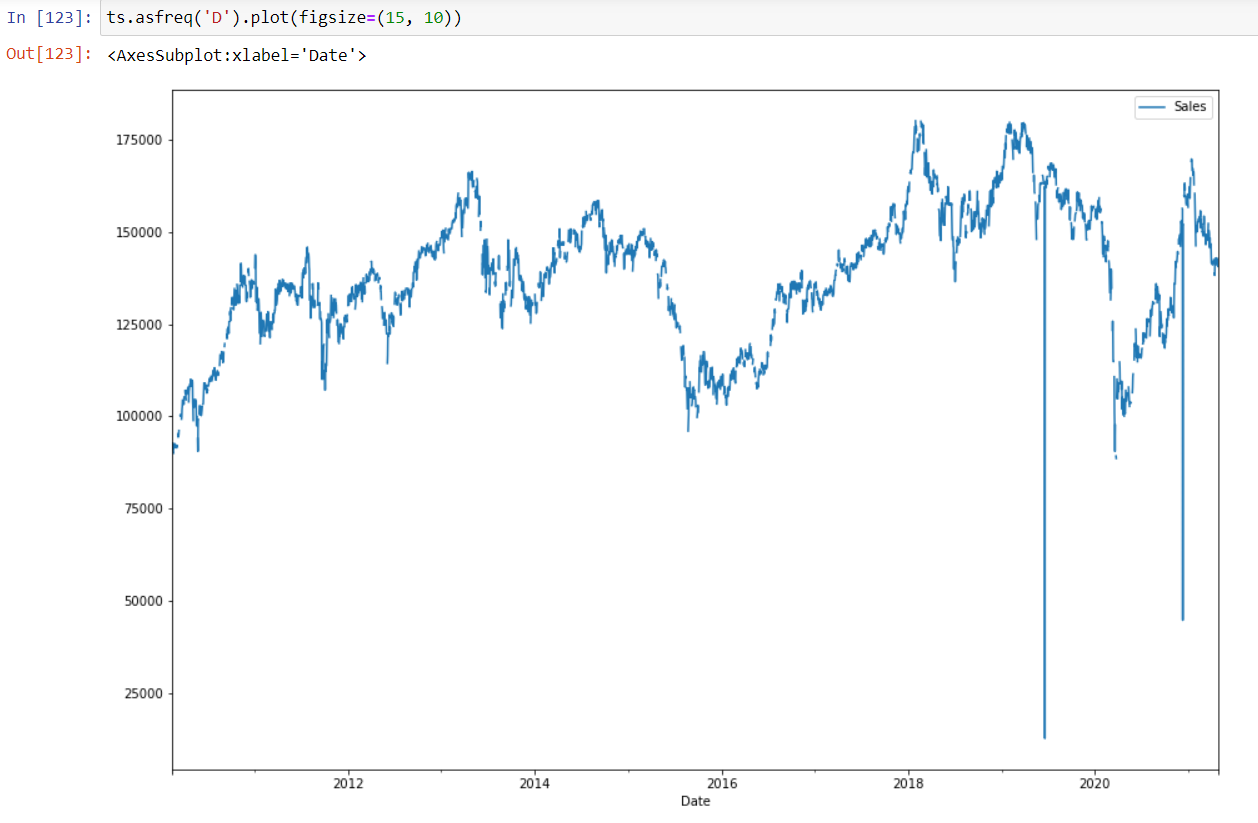 In [123]: ts.asfreq('D').plot(figsize=(15, 10))
Out[123]: <AxesSubplot:xlabel='Date'>
Sales
175000
150000
125000
100000
75000
50000
25000
2012 2014 2016 2018 2020
Date